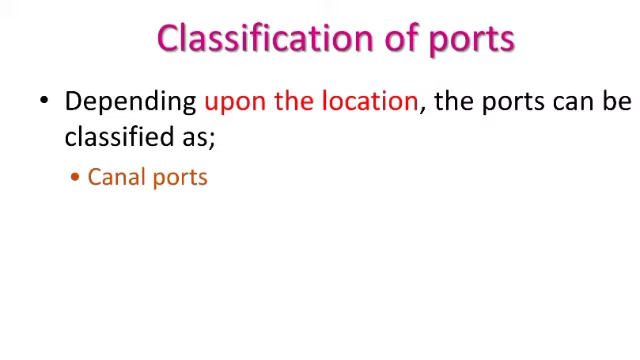 Classification of ports
• Depending upon the location, the ports can be
classified as;
• Canal ports